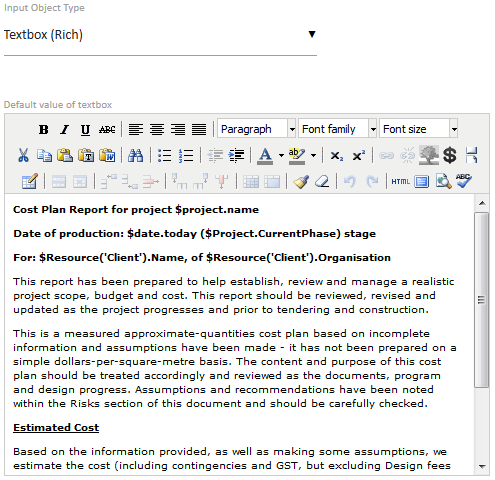 Input Object Type
Textbox (Rich)
Default value of textbox
B I U ABC Paragraph Font family Font size
A ab x₂ x² $
HTML ABC
Cost Plan Report for project $project.name
Date of production: $date.today ($Project.CurrentPhase) stage
For: $Resource('Client').Name, of $Resource('Client').Organisation
This report has been prepared to help establish, review and manage a realistic
project scope, budget and cost. This report should be reviewed, revised and
updated as the project progresses and prior to tendering and construction.
This is a measured approximate-quantities cost plan based on incomplete
information and assumptions have been made - it has not been prepared on a
simple dollars-per-square-metre basis. The content and purpose of this cost
plan should be treated accordingly and reviewed as the documents, program
and design progress. Assumptions and recommendations have been noted
within the Risks section of this document and should be carefully checked.
Estimated Cost
Based on the information provided, as well as making some assumptions, we
estimate the cost (including contingencies and GST, but excluding Design fees